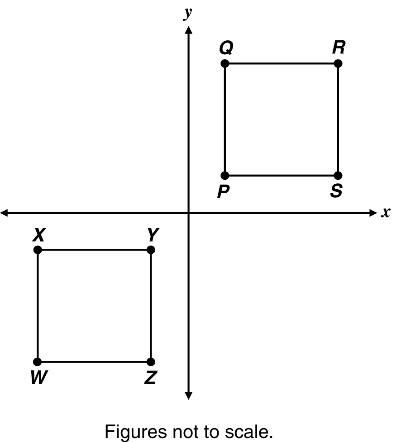 y
Q R
P S
x
X Y
W Z
Figures not to scale.